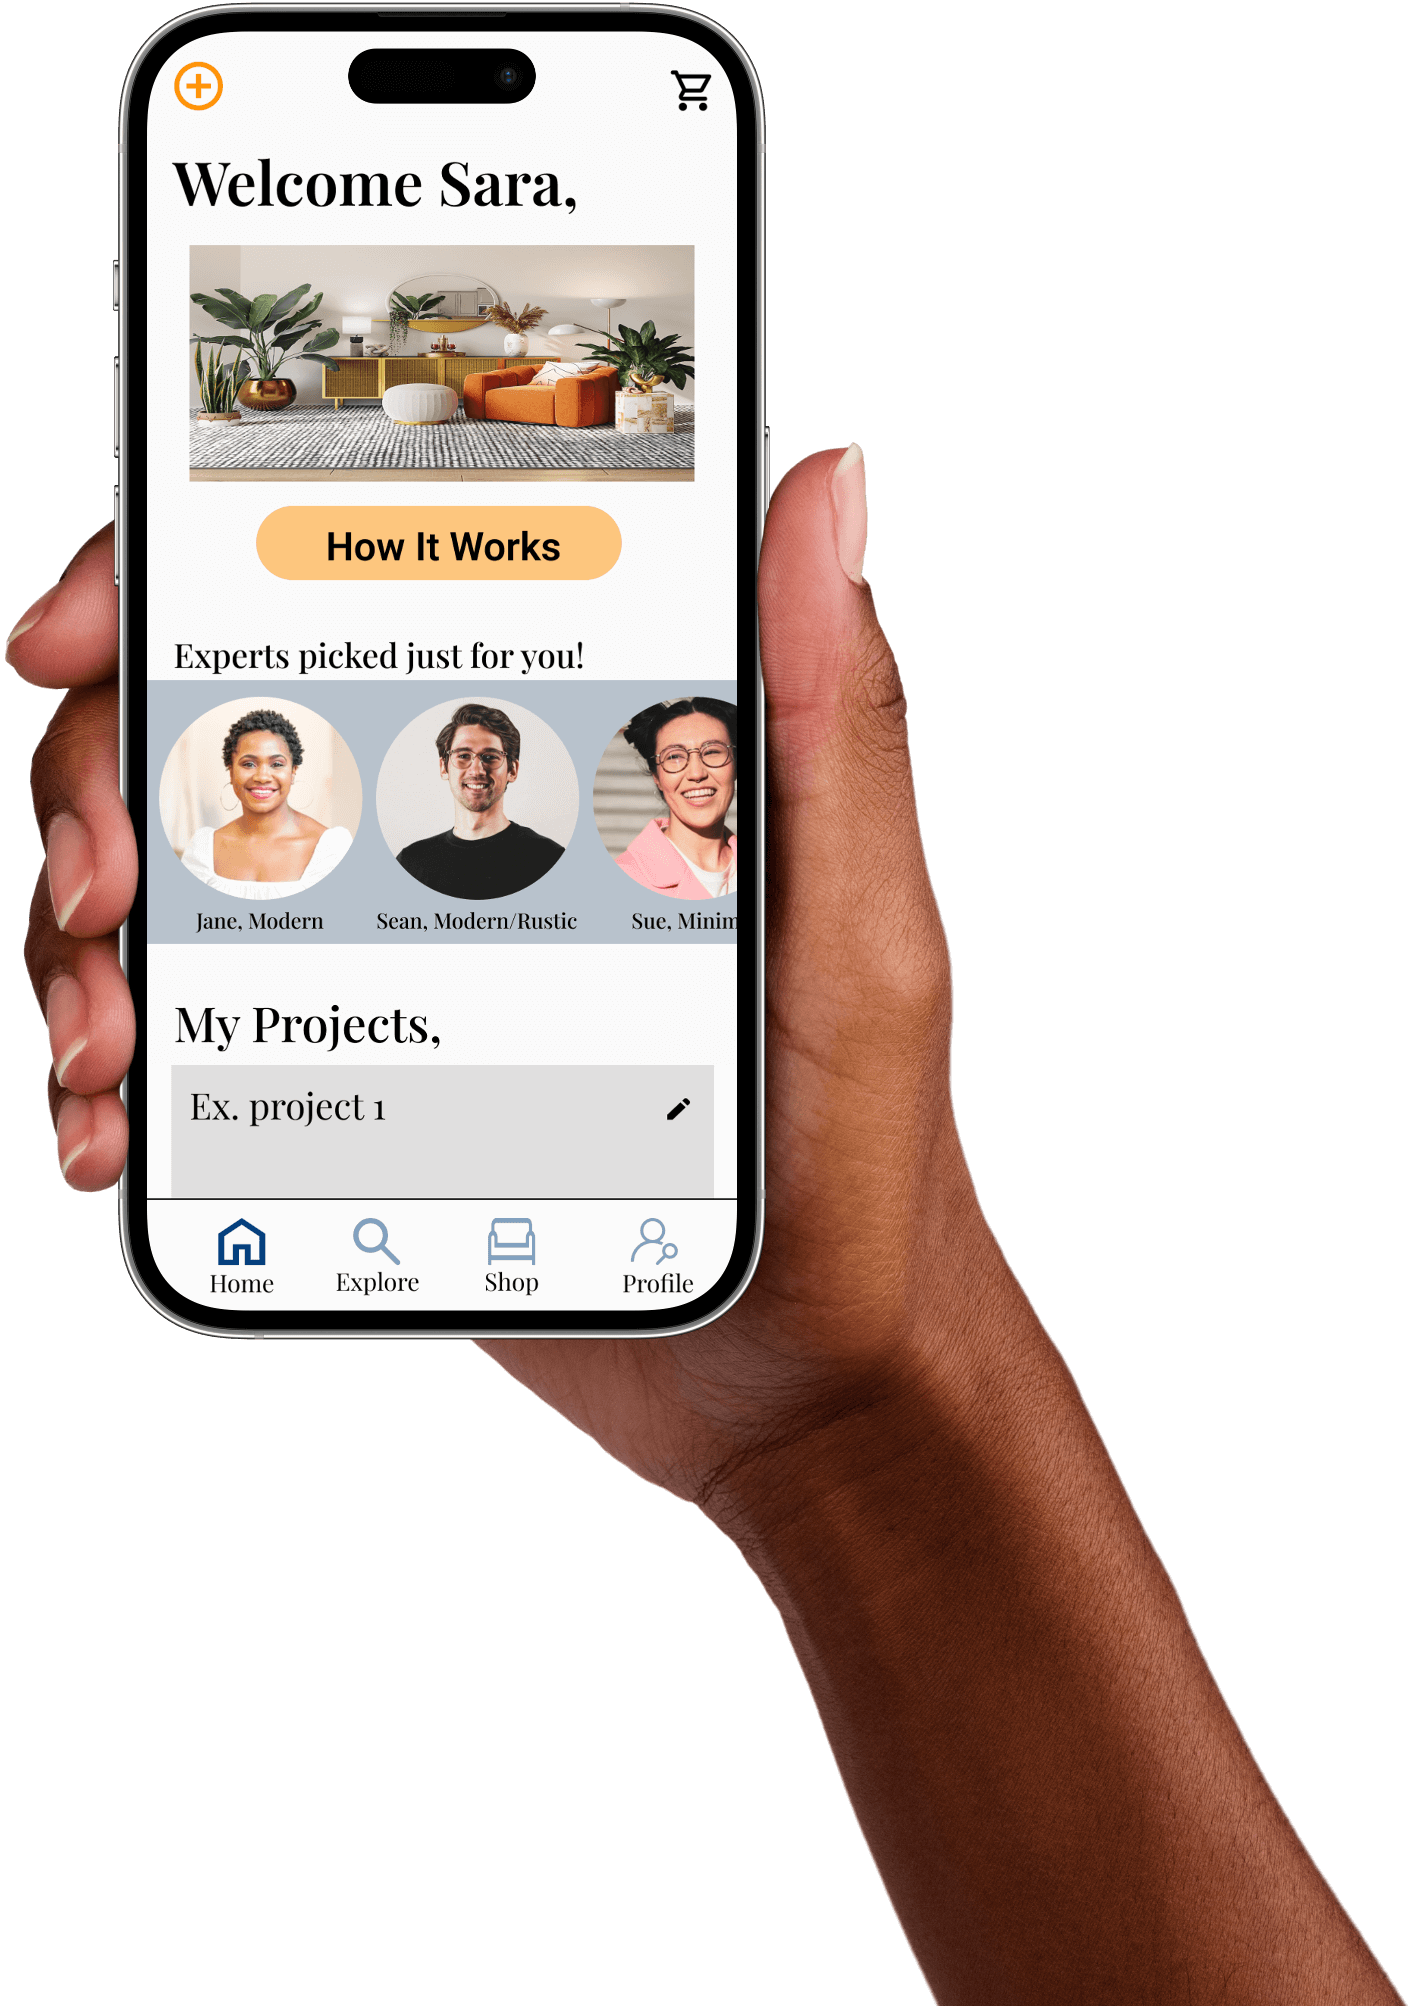 Welcome Sara,
How It Works
Experts picked just for you!
Jane, Modern
Sean, Modern/Rustic
Sue, Minim
My Projects,
Ex. project 1
Home
Explore
Shop
Profile